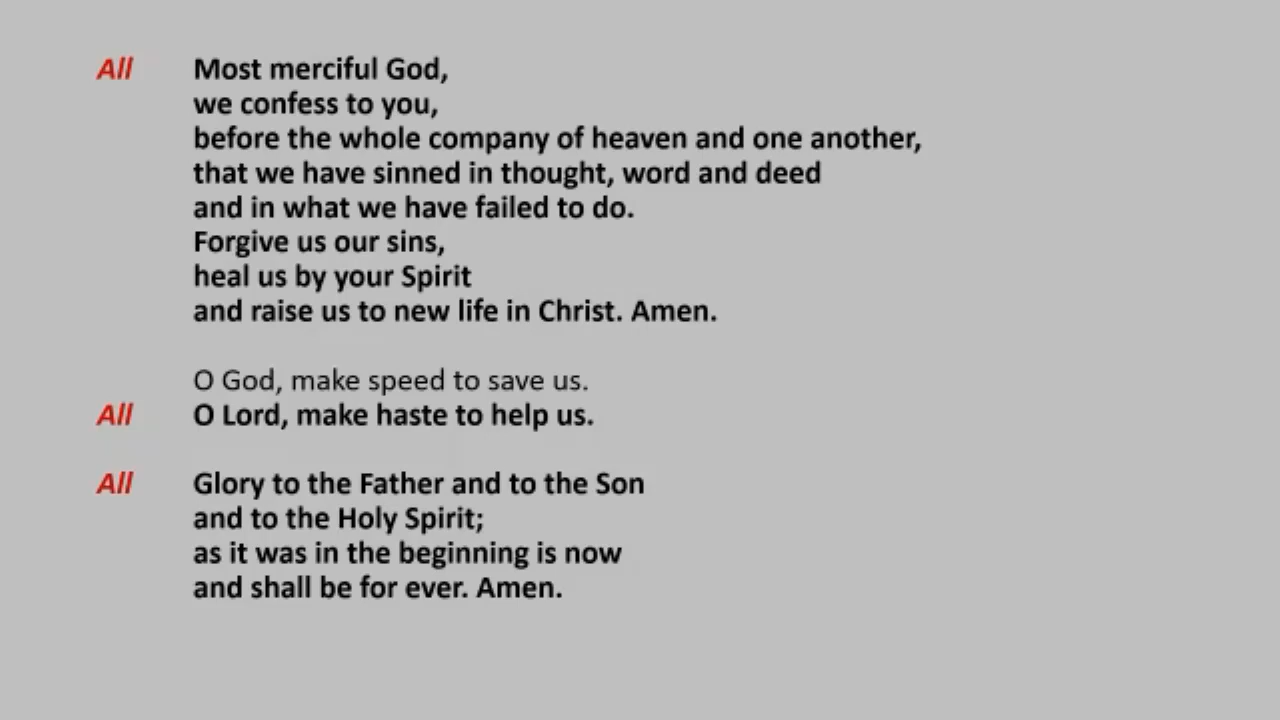 All Most merciful God,
we confess to you,
before the whole company of heaven and one another,
that we have sinned in thought, word and deed
and in what we have failed to do.
Forgive us our sins,
heal us by your Spirit
and raise us to new life in Christ. Amen.
O God, make speed to save us.
All O Lord, make haste to help us.
All Glory to the Father and to the Son
and to the Holy Spirit;
as it was in the beginning is now
and shall be for ever. Amen.